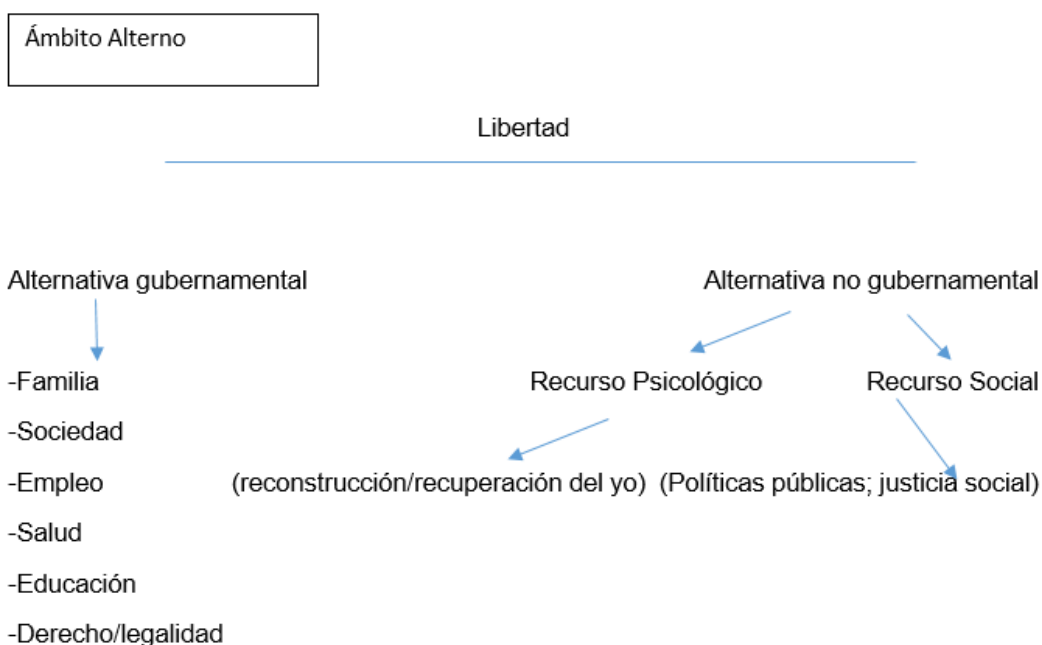 Ámbito Alterno
Libertad
Alternativa gubernamental Alternativa no gubernamental
-Familia Recurso Psicológico Recurso Social
-Sociedad
-Empleo (reconstrucción/recuperación del yo) (Políticas públicas; justicia social)
-Salud
-Educación
-Derecho/legalidad